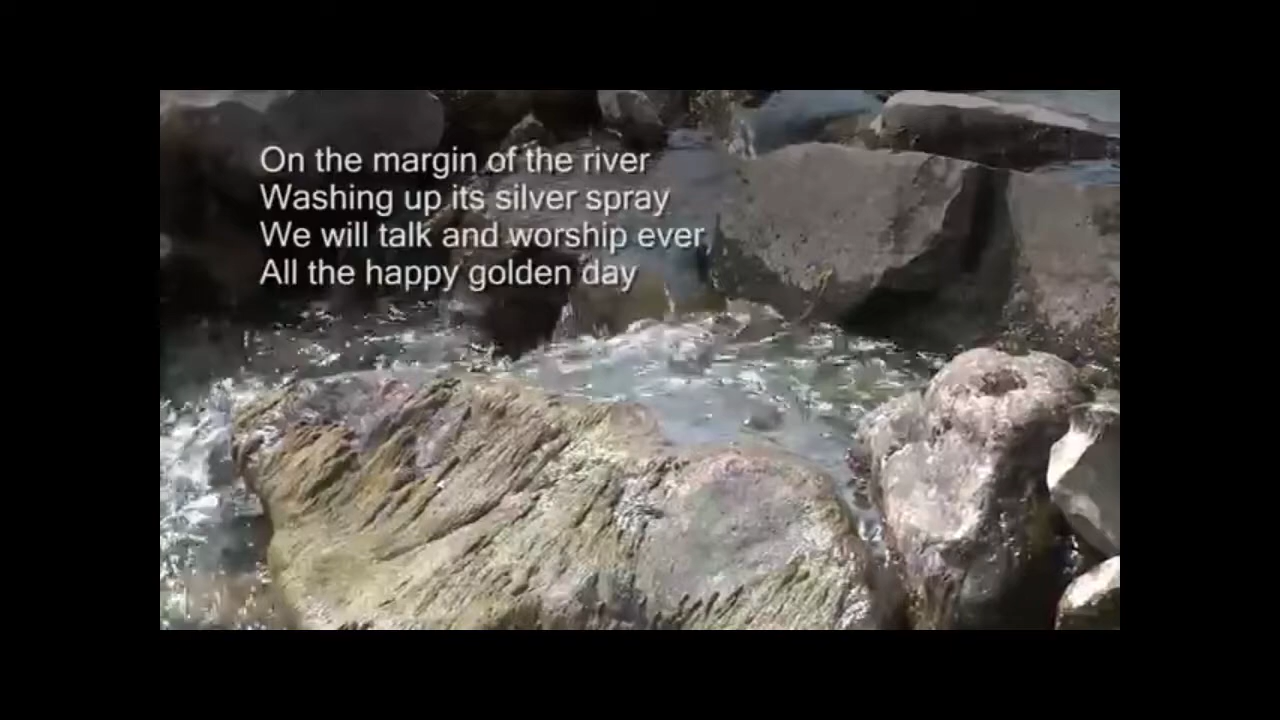 On the margin of the river
Washing up its silver spray
We will talk and worship ever
All the happy golden day